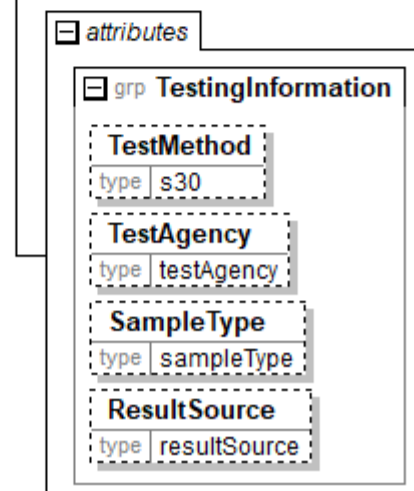 attributes
grp TestingInformation
TestMethod
type s30
TestAgency
type testAgency
SampleType
type sampleType
ResultSource
type resultSource